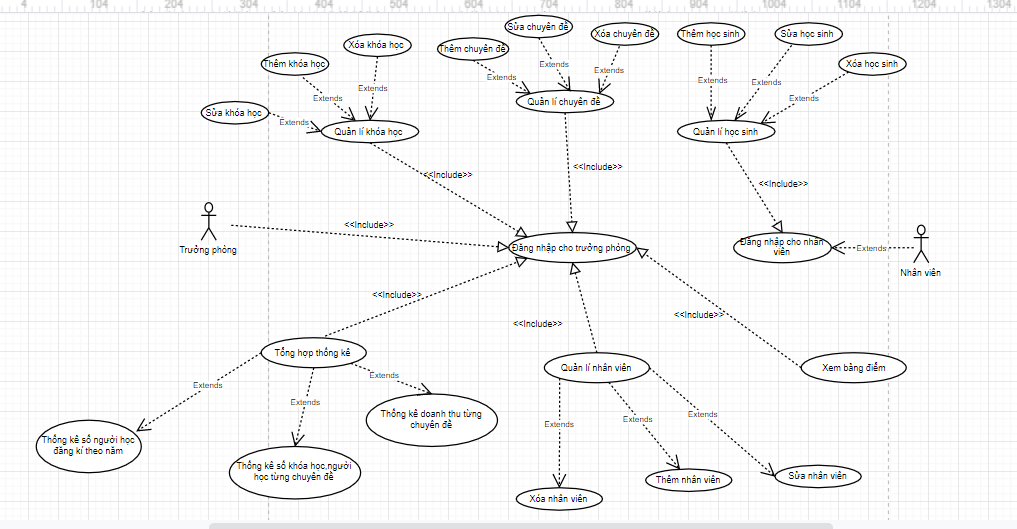 4 104 204 304 404 504 604 704 804 904 1004 1104 1204 1304
Sửa chuyên đề
Xóa khóa học
Thêm chuyên đề
Xóa chuyên đề
Thêm học sinh
Sửa học sinh
Thêm khóa học
Xóa học sinh
Extends
Extends
Extends
Extends
Extends
Extends
Extends
Extends
Sửa khóa học
Extends
Quản lí khóa học
Quản lí chuyên đề
Quản lí học sinh
<<Include>>
<<Include>>
<<Include>>
Trưởng phòng
<<Include>>
Đăng nhập cho trưởng phòng
Đăng nhập cho nhân
viên
Extends
Nhân viên
<<Include>>
<<Include>>
<<Include>>
Tổng hợp thống kê
Quản lí nhân viên
Xem bảng điểm
Extends
Extends
Extends
Extends
Extends
Extends
Thống kê số người học
đăng kí theo năm
Thống kê số khóa học,người
học từng chuyên đề
Thống kê doanh thu từng
chuyên đề
Xóa nhân viên
Thêm nhân viên
Sửa nhân viên